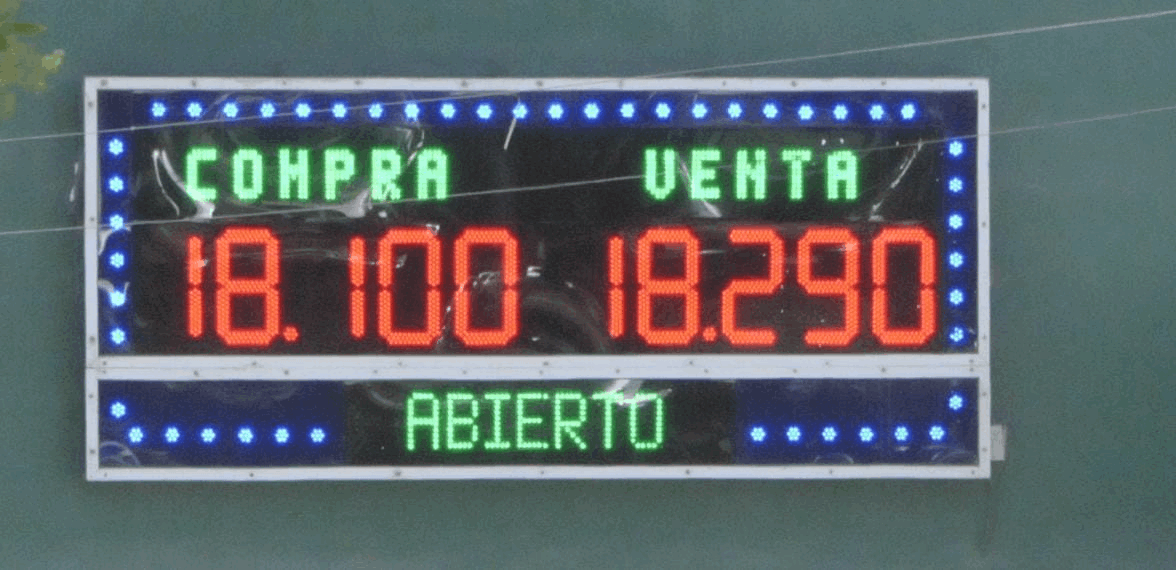 COMPRA VENTA
18.100 18.290
ABIERTO